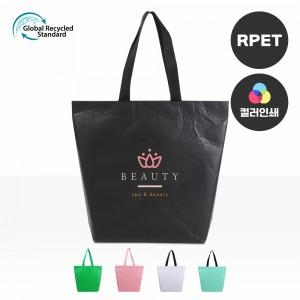 Global Recycled
Standard
RPET
컬러인쇄
BEAUTY
spa & beauty